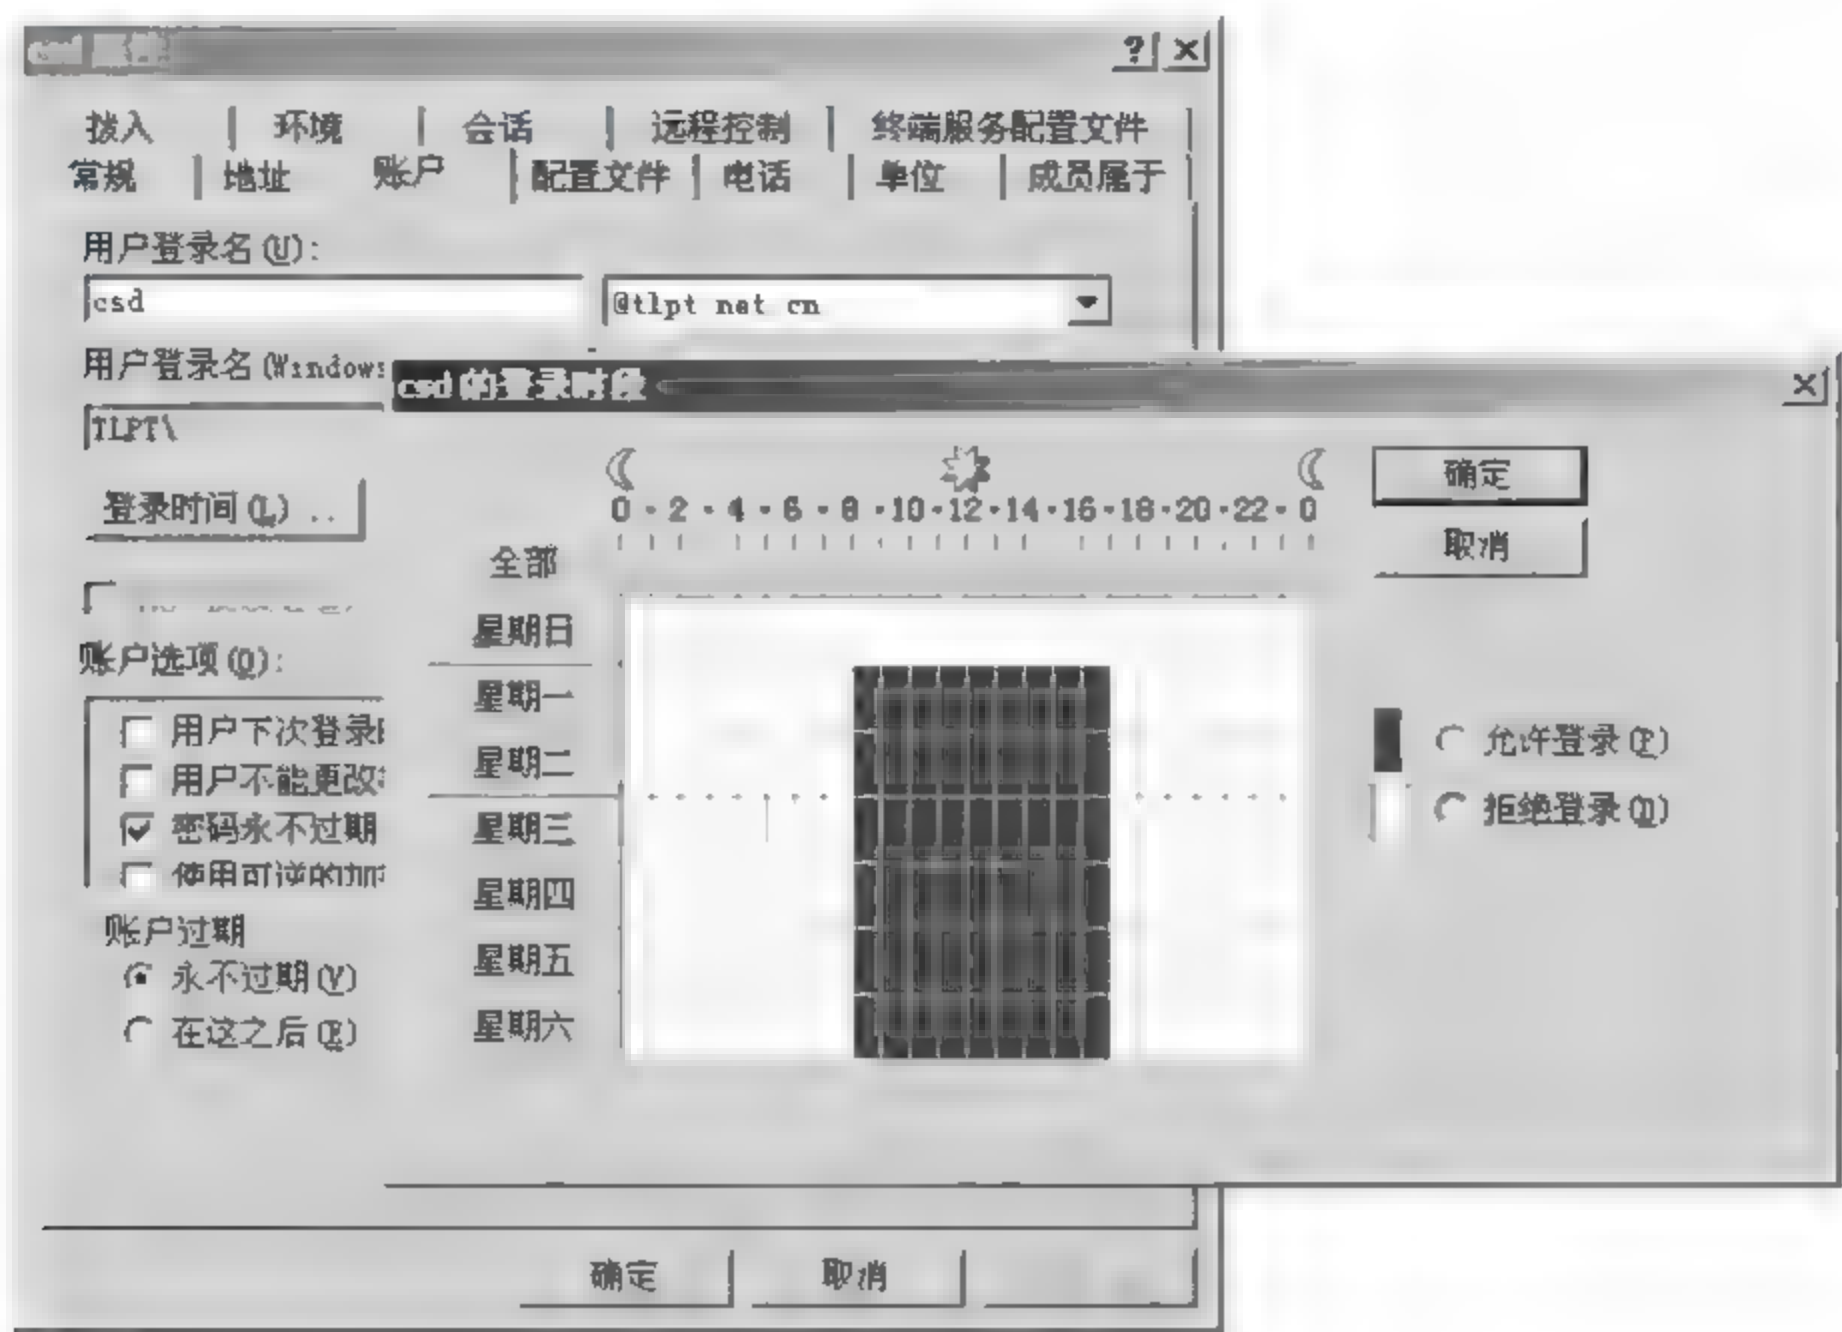 csd 属性
拨入 环境 会话 远程控制 终端服务配置文件
常规 地址 账户 配置文件 电话 单位 成员属于
用户登录名(U):
csd @tlpt net cn
用户登录名(Windows
TLPT\
登录时间(L)..
账户选项(O):
用户下次登录
用户不能更改
密码永不过期
使用可逆的加
账户过期
永不过期(V)
在这之后(E)
确定 取消
csd 的登录时段
0·2·4·6·8·10·12·14·16·18·20·22·0
全部
星期日
星期一
星期二
星期三
星期四
星期五
星期六
确定
取消
允许登录(P)
拒绝登录(N)